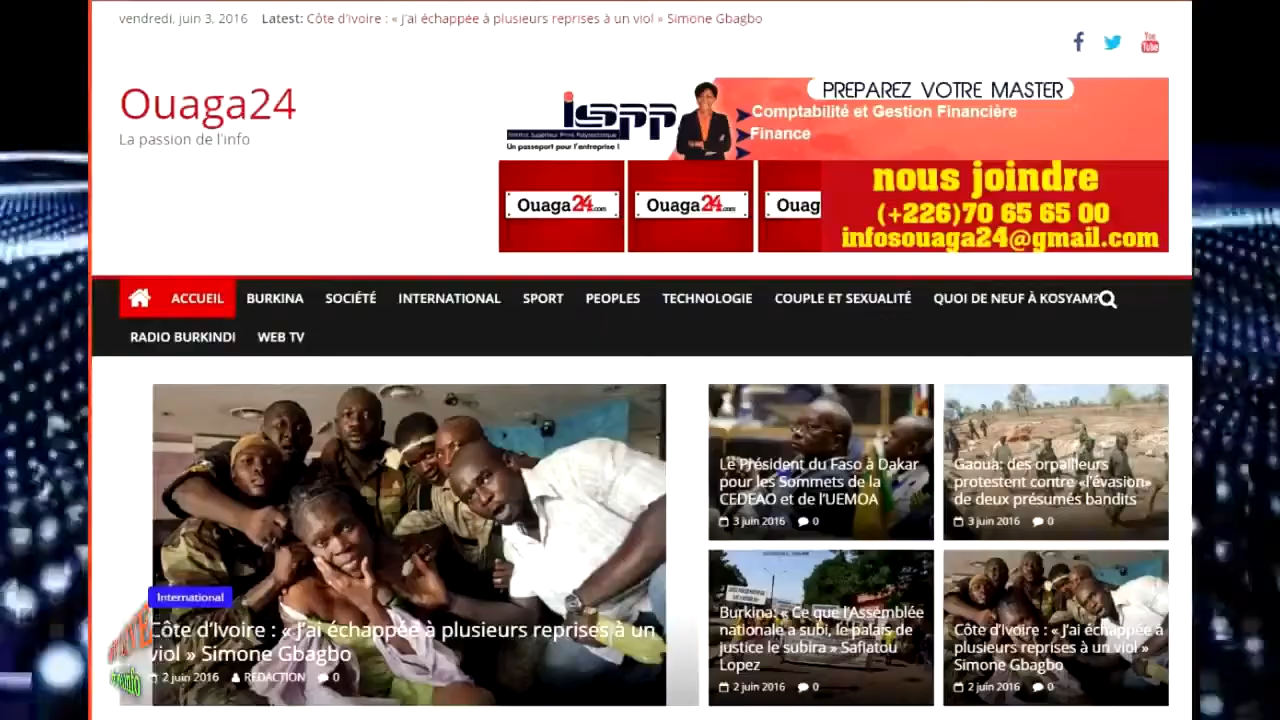 vendredi, juin 3, 2016 Latest: Côte d'Ivoire : « J'ai échappée à plusieurs reprises à un viol » Simone Gbagbo
You Tube
Ouaga24
La passion de l'info
ispp
Un passeport pour l'entreprise !
PREPAREZ VOTRE MASTER
Comptabilité et Gestion Financière
Finance
Ouaga24.com
Ouaga24.com
Ouag
nous joindre
(+226)70 65 65 00
infosouaga24@gmail.com
ACCUEIL BURKINA SOCIÉTÉ INTERNATIONAL SPORT PEOPLES TECHNOLOGIE COUPLE ET SEXUALITÉ QUOI DE NEUF À KOSYAM?
RADIO BURKINDI WEB TV
International
Côte d'Ivoire : « J'ai échappée à plusieurs reprises à un
viol » Simone Gbagbo
2 juin 2016 REDACTION 0
Le Président du Faso à Dakar
pour les Sommets de la
CEDEAO et de l'UEMOA
3 juin 2016 0
Gaoua: des orpailleurs
protestent contre «l'évasion»
de deux présumés bandits
3 juin 2016 0
Burkina: « Ce que l'Assemblée
nationale a subi, le palais de
justice le subira » Safiatou
Lopez
2 juin 2016 0
Côte d'Ivoire : « J'ai échappée à
plusieurs reprises à un viol »
Simone Gbagbo
2 juin 2016 0